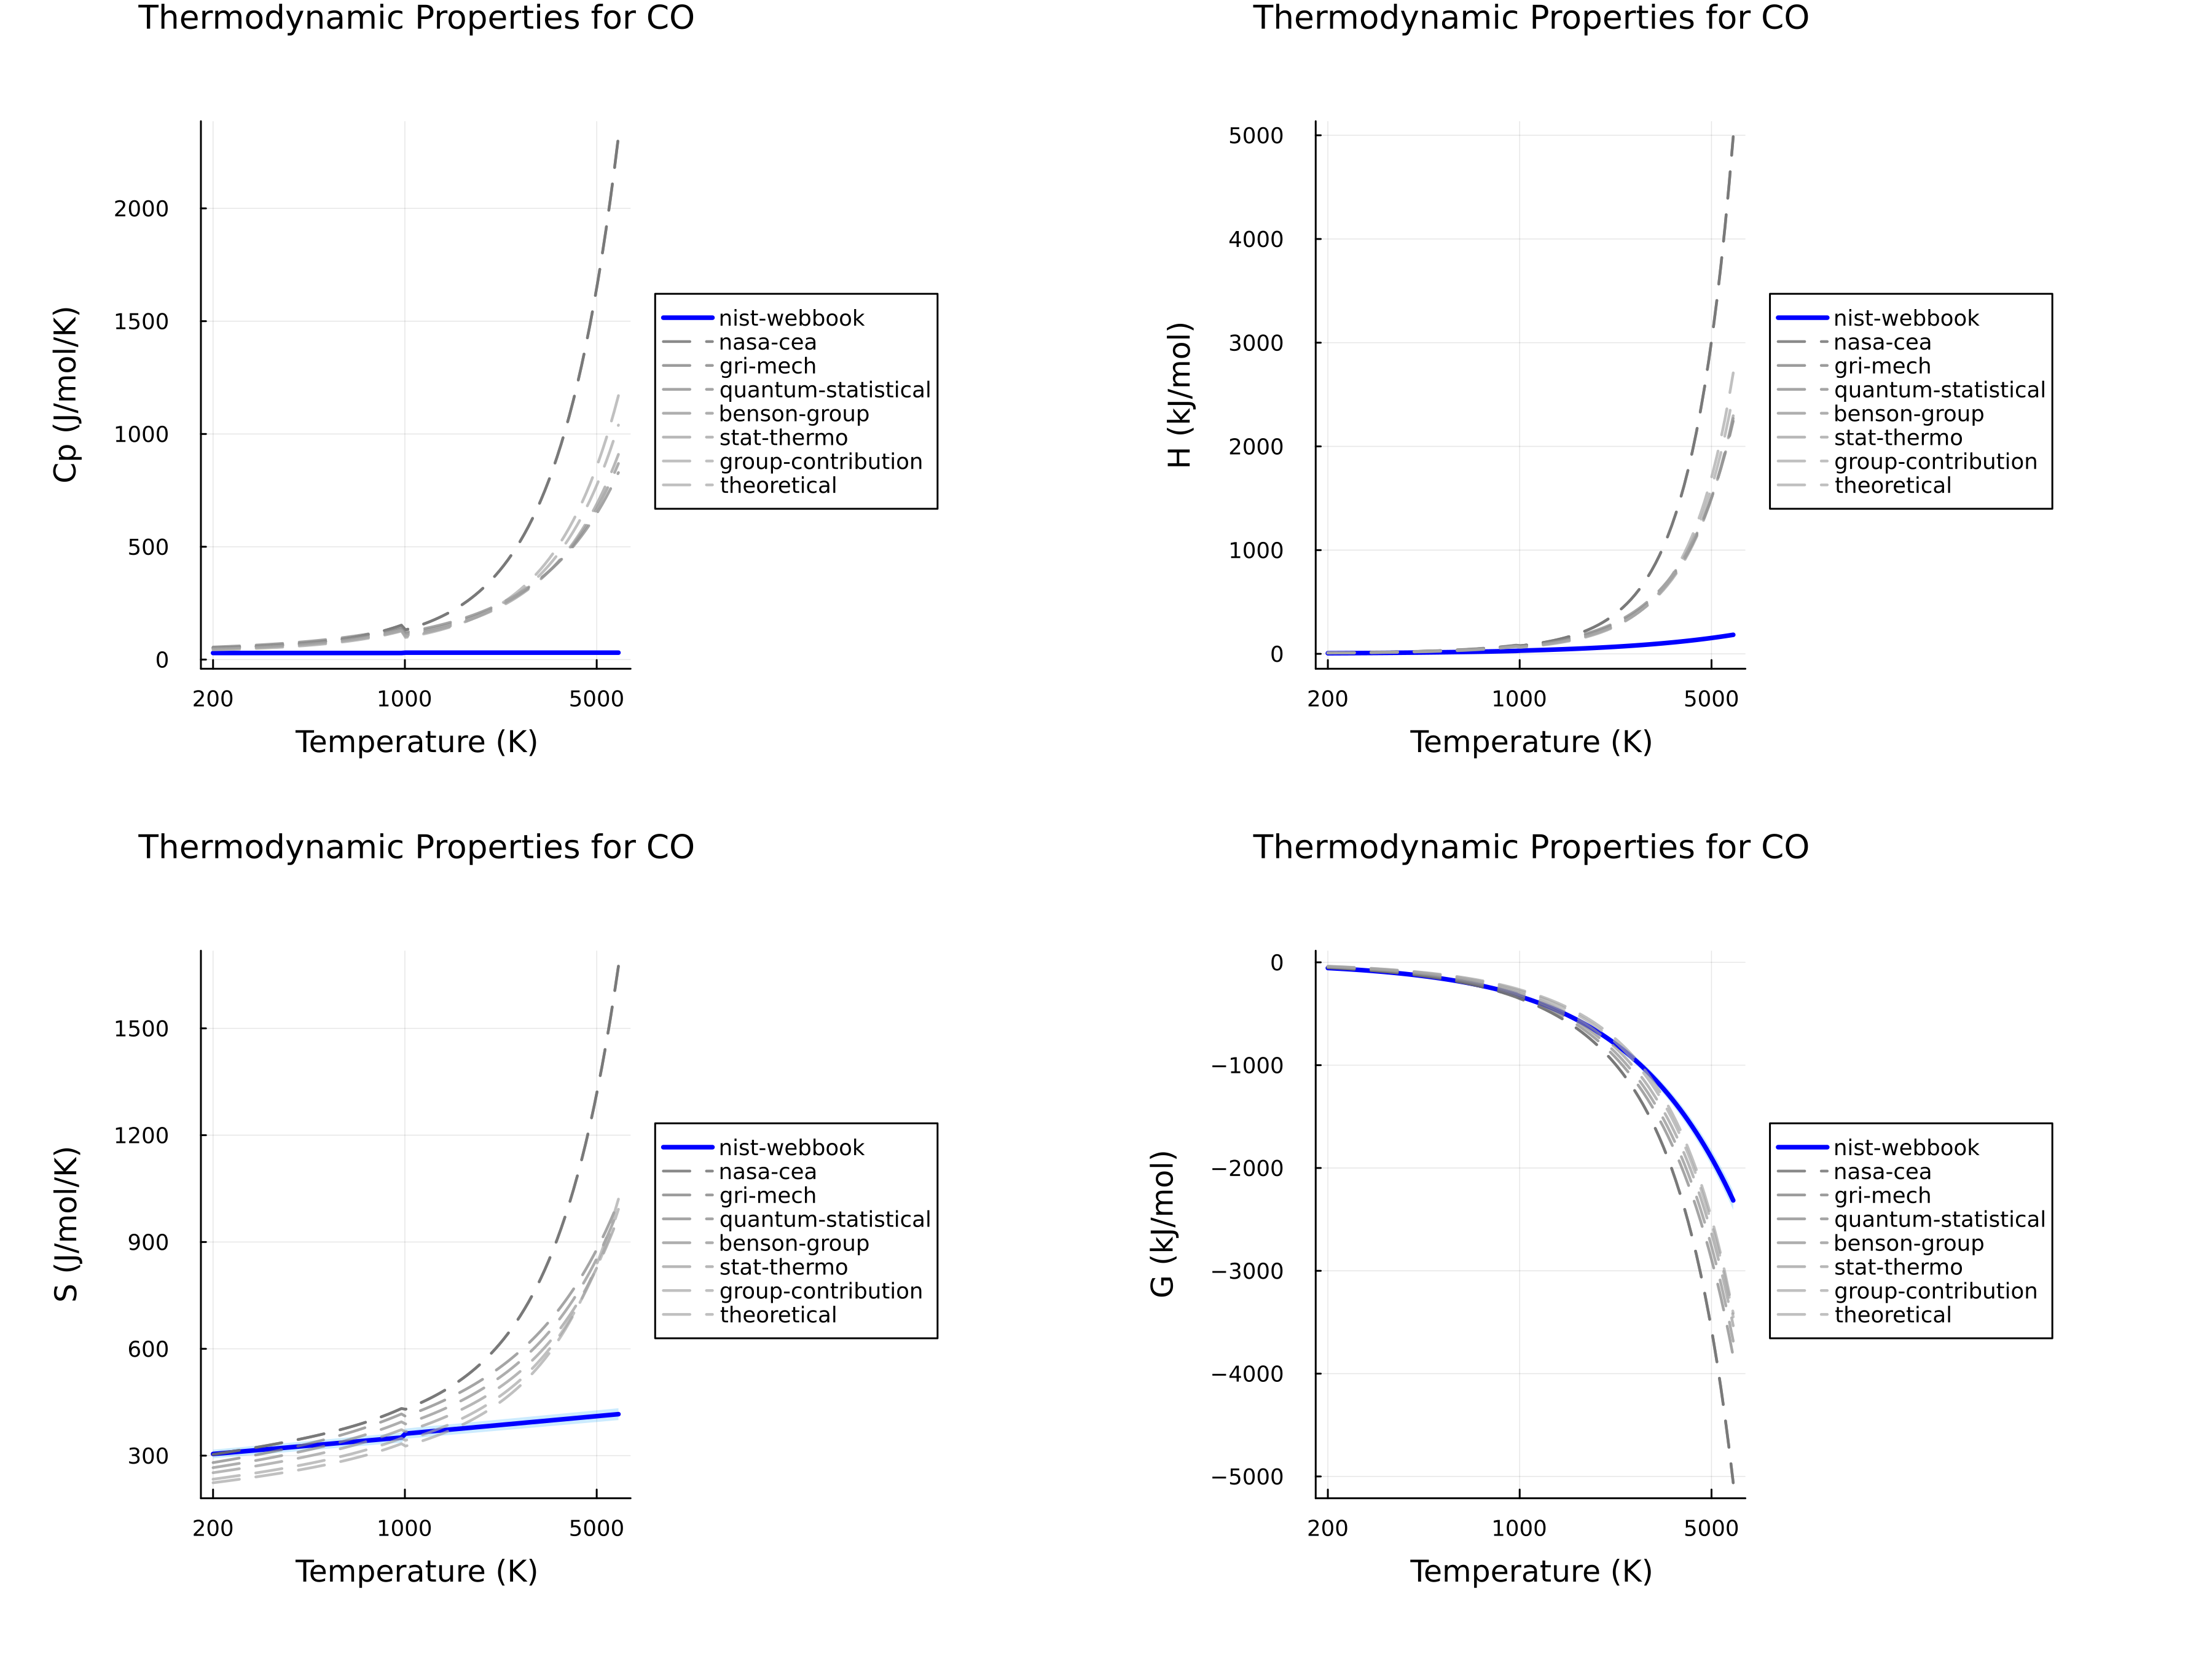 Thermodynamic Properties for CO
Cp (J/mol/K)
2000
1500
1000
500
0
200 1000 5000
Temperature (K)
nist-webbook
nasa-cea
gri-mech
quantum-statistical
benson-group
stat-thermo
group-contribution
theoretical
Thermodynamic Properties for CO
H (kJ/mol)
5000
4000
3000
2000
1000
0
200 1000 5000
Temperature (K)
nist-webbook
nasa-cea
gri-mech
quantum-statistical
benson-group
stat-thermo
group-contribution
theoretical
Thermodynamic Properties for CO
S (J/mol/K)
1500
1200
900
600
300
200 1000 5000
Temperature (K)
nist-webbook
nasa-cea
gri-mech
quantum-statistical
benson-group
stat-thermo
group-contribution
theoretical
Thermodynamic Properties for CO
G (kJ/mol)
0
−1000
−2000
−3000
−4000
−5000
200 1000 5000
Temperature (K)
nist-webbook
nasa-cea
gri-mech
quantum-statistical
benson-group
stat-thermo
group-contribution
theoretical